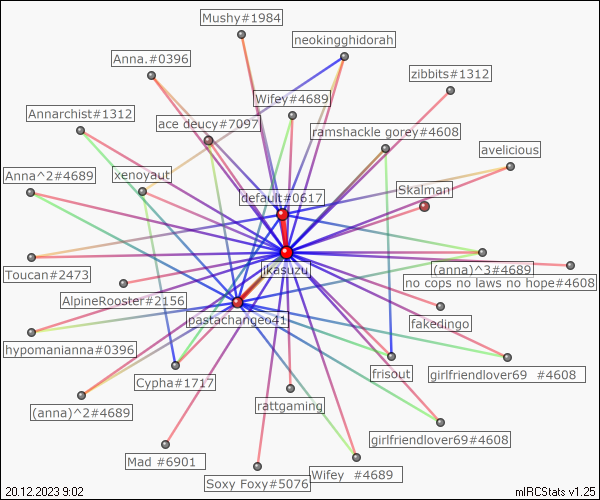 Mushy#1984
neokingghidorah
Anna.#0396
zibbits#1312
Wifey#4689
Annarchist#1312
ace deucy#7097
ramshackle gorey#4608
avelicious
Anna^2#4689
xenoyaut
Skalman
default#0617
jkasuzu
Toucan#2473
(anna)^3#4689
no cops no laws no hope#4608
AlpineRooster#2156
pastachange041
fakedingo
hypomanianna#0396
Cypha#1717
frisout
girlfriendlover69 #4608
(anna)^2#4689
rattgaming
girlfriendlover69#4608
Mad #6901
Soxy Foxy#5076
Wifey #4689
20.12.2023 9:02
mIRCStats v1.25